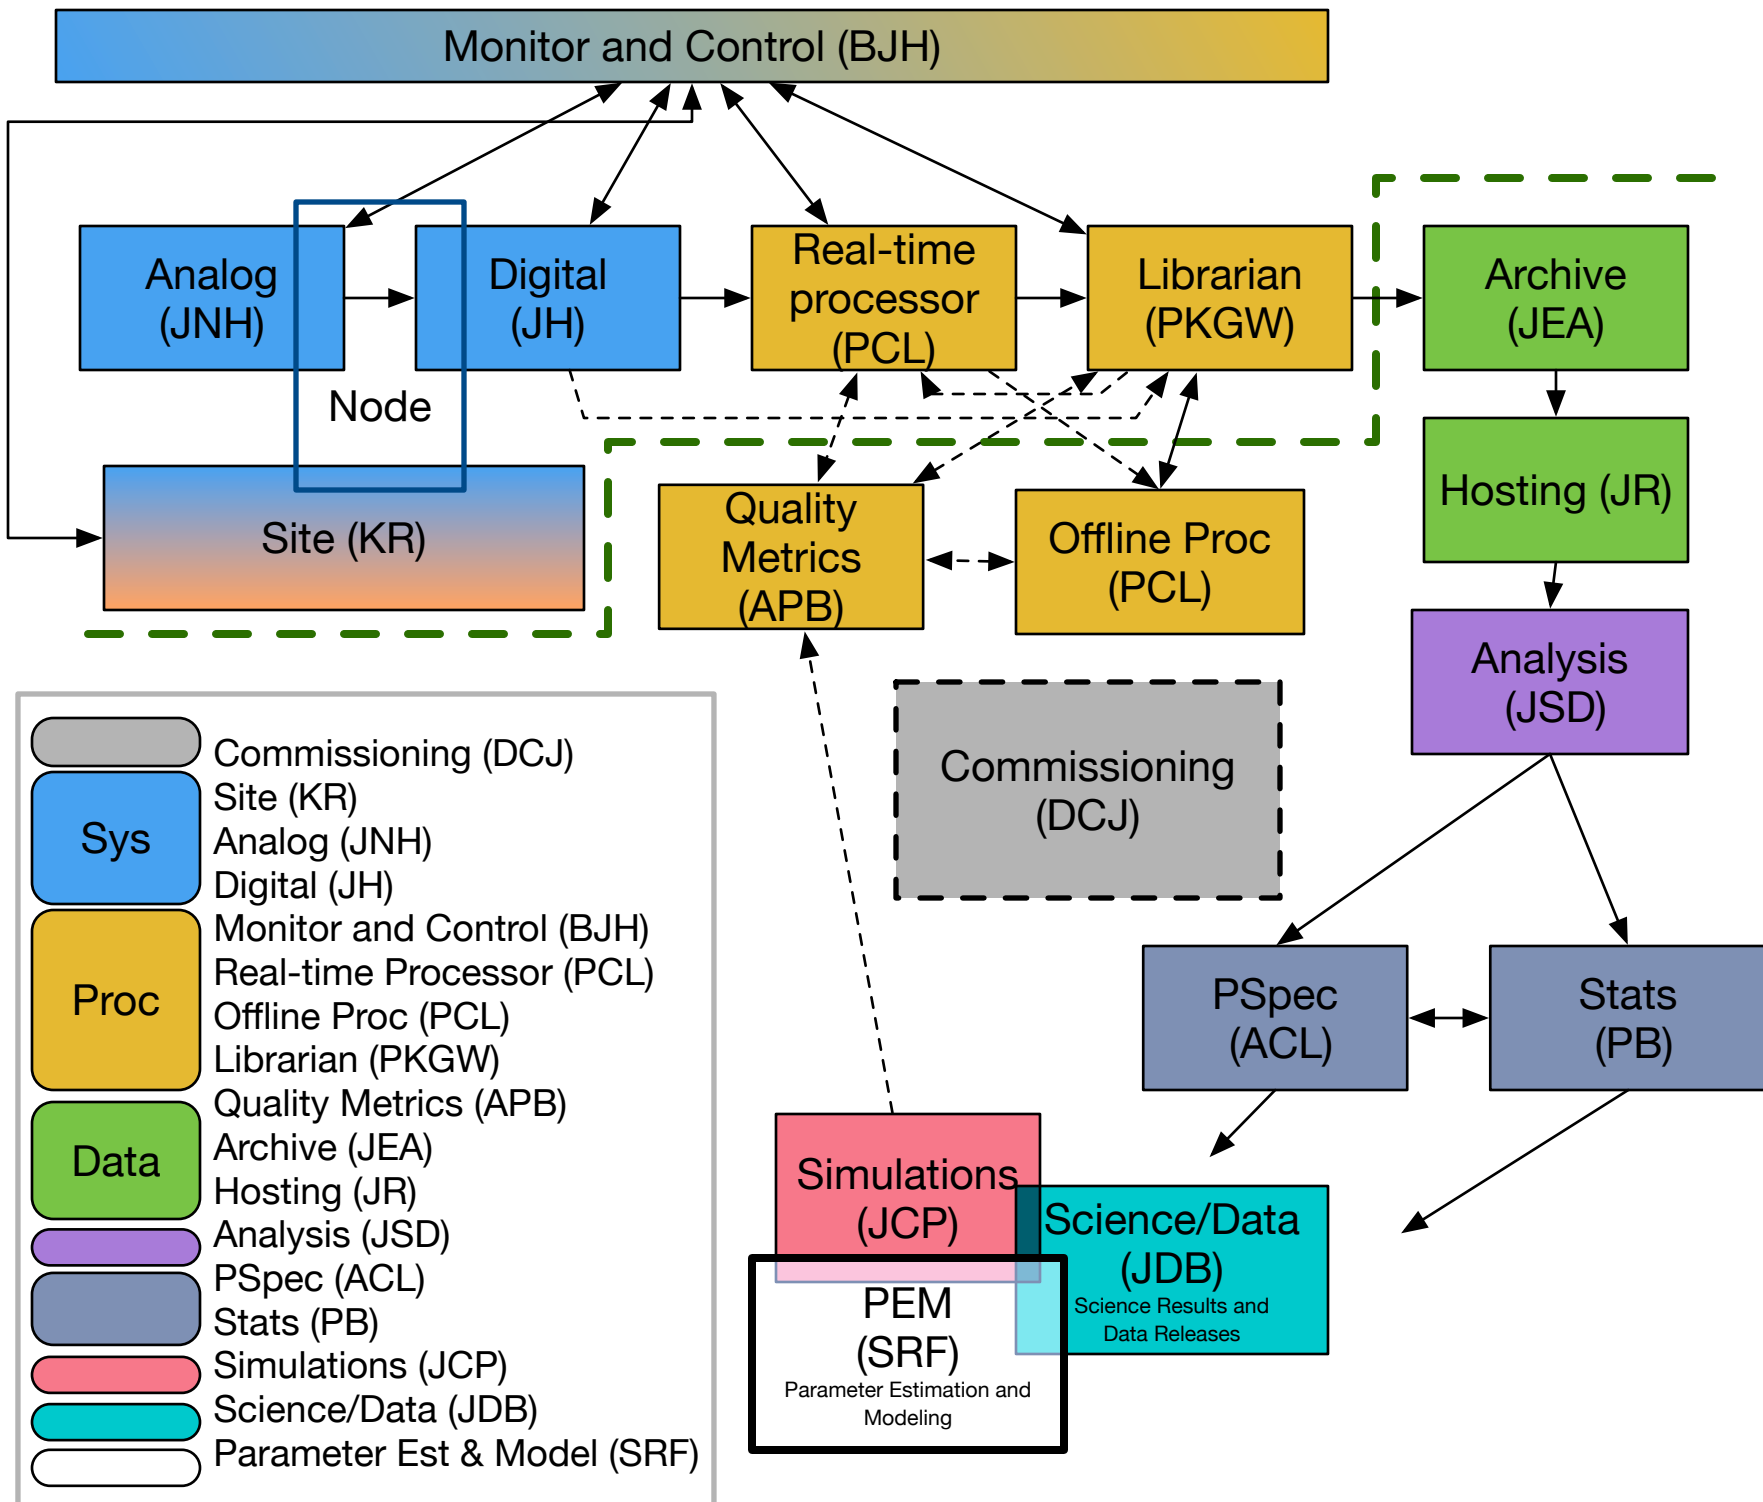 Monitor and Control (BJH)
Analog
(JNH)
Digital
(JH)
Real-time
processor
(PCL)
Librarian
(PKGW)
Archive
(JEA)
Node
Site (KR)
Quality
Metrics
(APB)
Offline Proc
(PCL)
Hosting (JR)
Analysis
(JSD)
Commissioning
(DCJ)
PSpec
(ACL)
Stats
(PB)
Simulations
(JCP)
Science/Data
(JDB)
Science Results and
Data Releases
PEM
(SRF)
Parameter Estimation and
Modeling
Sys
Proc
Data
Commissioning (DCJ)
Site (KR)
Analog (JNH)
Digital (JH)
Monitor and Control (BJH)
Real-time Processor (PCL)
Offline Proc (PCL)
Librarian (PKGW)
Quality Metrics (APB)
Archive (JEA)
Hosting (JR)
Analysis (JSD)
PSpec (ACL)
Stats (PB)
Simulations (JCP)
Science/Data (JDB)
Parameter Est & Model (SRF)